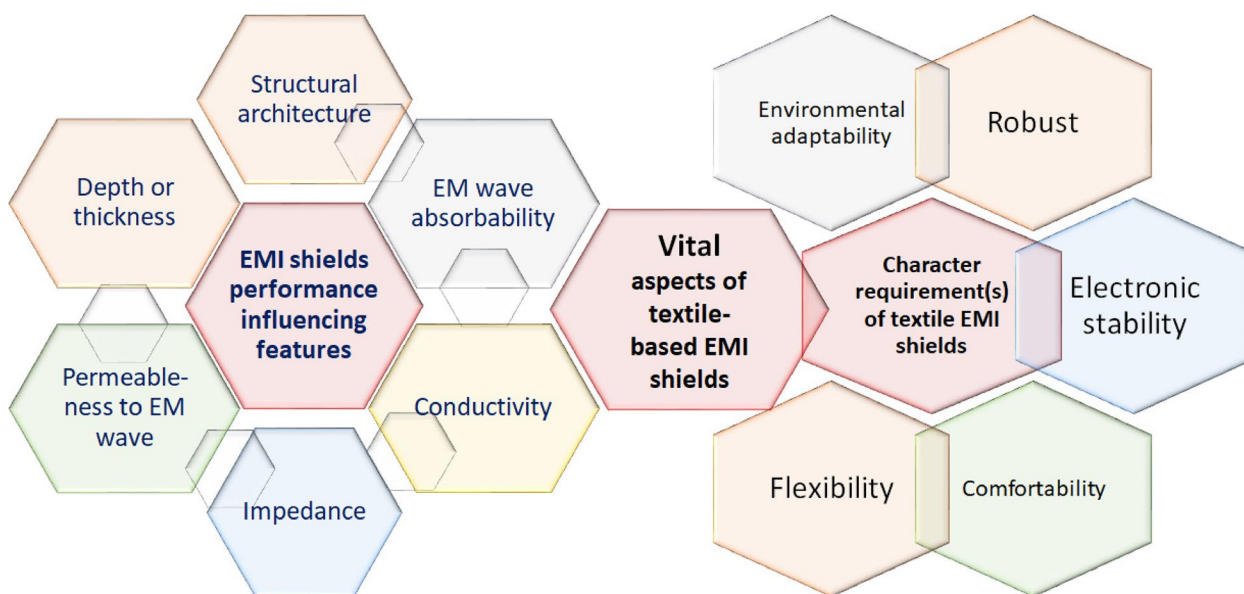 Structural
architecture
Depth or
thickness
EM wave
absorbability
EMI shields
performance
influencing
features
Permeable-
ness to EM
wave
Conductivity
Impedance
Vital
aspects of
textile-
based EMI
shields
Environmental
adaptability
Robust
Character
requirement(s)
of textile EMI
shields
Electronic
stability
Flexibility
Comfortability